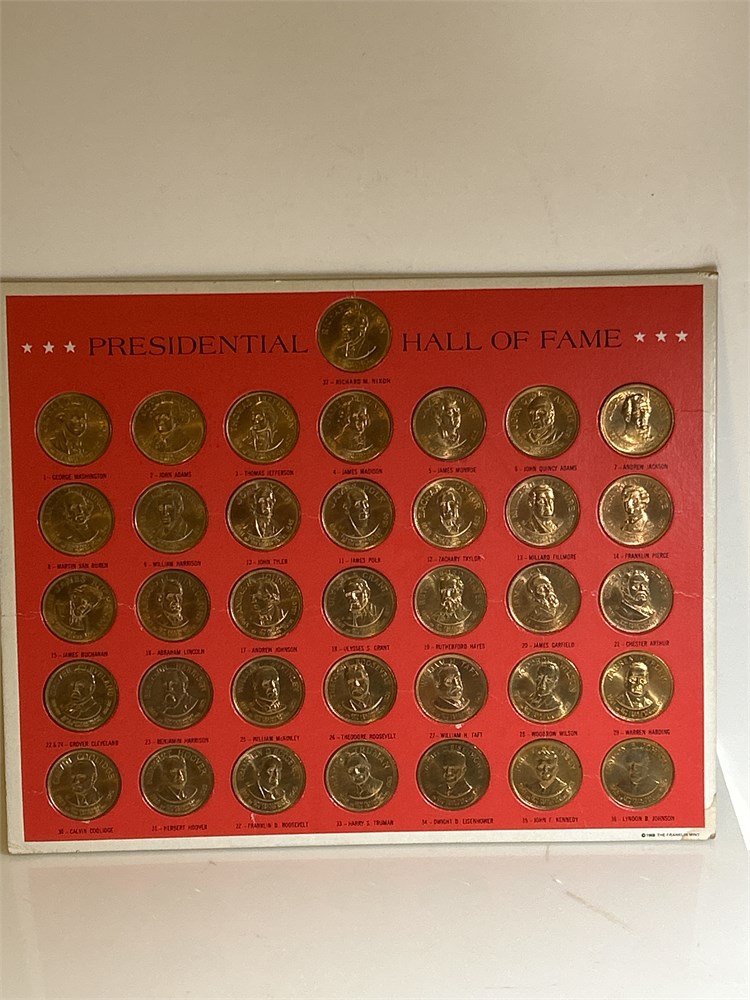 ★ ★ ★ PRESIDENTIAL HALL OF FAME ★ ★ ★
37 - RICHARD M. NIXON
1 - GEORGE WASHINGTON
2 - JOHN ADAMS
3 - THOMAS JEFFERSON
4 - JAMES MADISON
5 - JAMES MONROE
6 - JOHN QUINCY ADAMS
7 - ANDREW JACKSON
8 - MARTIN VAN BUREN
9 - WILLIAM HARRISON
10 - JOHN TYLER
11 - JAMES POLK
12 - ZACHARY TAYLOR
13 - MILLARD FILLMORE
14 - FRANKLIN PIERCE
15 - JAMES BUCHANAN
16 - ABRAHAM LINCOLN
17 - ANDREW JOHNSON
18 - ULYSSES S. GRANT
19 - RUTHERFORD HAYES
20 - JAMES GARFIELD
21 - CHESTER ARTHUR
22 & 24 - GROVER CLEVELAND
23 - BENJAMIN HARRISON
25 - WILLIAM McKINLEY
26 - THEODORE ROOSEVELT
27 - WILLIAM H. TAFT
28 - WOODROW WILSON
29 - WARREN HARDING
30 - CALVIN COOLIDGE
31 - HERBERT HOOVER
32 - FRANKLIN D. ROOSEVELT
33 - HARRY S. TRUMAN
34 - DWIGHT D. EISENHOWER
35 - JOHN F. KENNEDY
36 - LYNDON B. JOHNSON
THE FRANKLIN MINT